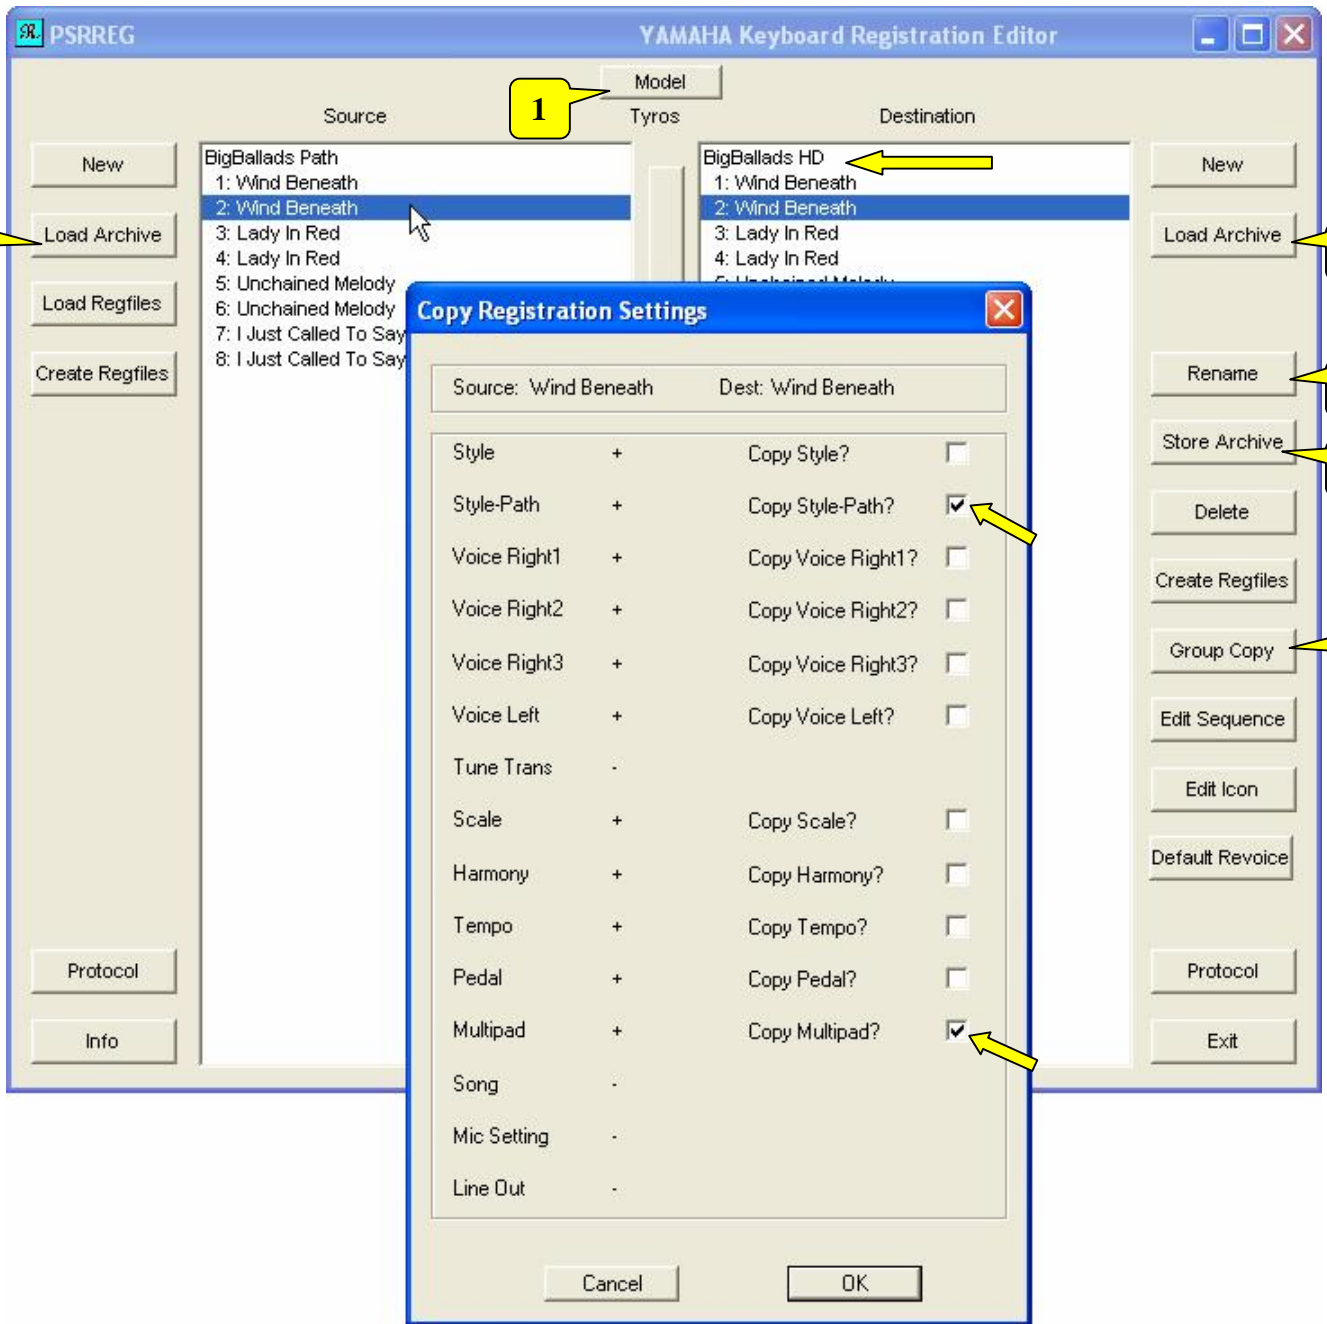 PSRREG YAMAHA Keyboard Registration Editor
Model
1
Source Tyros Destination
New
Load Archive
Load Regfiles
Create Regfiles
Protocol
Info
BigBallads Path
1: Wind Beneath
2: Wind Beneath
3: Lady In Red
4: Lady In Red
5: Unchained Melody
6: Unchained Melody
7: I Just Called To Say
8: I Just Called To Say
BigBallads HD
1: Wind Beneath
2: Wind Beneath
3: Lady In Red
4: Lady In Red
New
Load Archive
Rename
Store Archive
Delete
Create Regfiles
Group Copy
Edit Sequence
Edit Icon
Default Revoice
Protocol
Exit
Copy Registration Settings
Source: Wind Beneath Dest: Wind Beneath
Style + Copy Style?
Style-Path + Copy Style-Path?
Voice Right1 + Copy Voice Right1?
Voice Right2 + Copy Voice Right2?
Voice Right3 + Copy Voice Right3?
Voice Left + Copy Voice Left?
Tune Trans -
Scale + Copy Scale?
Harmony + Copy Harmony?
Tempo + Copy Tempo?
Pedal + Copy Pedal?
Multipad + Copy Multipad?
Song -
Mic Setting -
Line Out -
Cancel OK